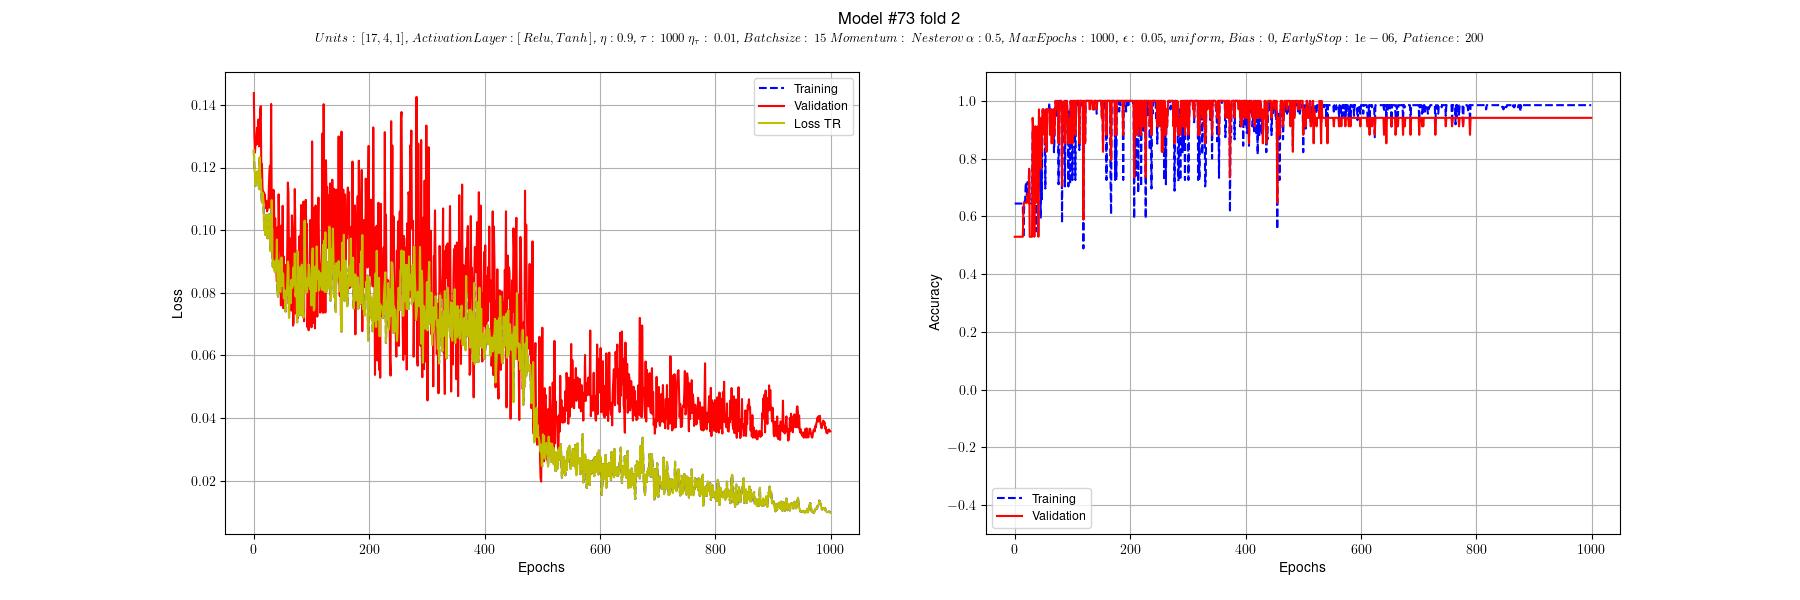 Model #73 fold 2
Units : [17, 4, 1], ActivationLayer : [ Relu, Tanh ], η : 0.9, τ : 1000 ητ : 0.01, Batchsize : 15 Momentum : Nesterov α : 0.5, MaxEpochs : 1000, ϵ : 0.05, uniform, Bias : 0, EarlyStop : 1e − 06, Patience : 200
Training
Validation
Loss TR
0.14
0.12
0.10
0.08
0.06
0.04
0.02
Loss
0
200
400
600
800
1000
Epochs
1.0
0.8
0.6
0.4
0.2
0.0
−0.2
−0.4
Accuracy
Training
Validation
0
200
400
600
800
1000
Epochs